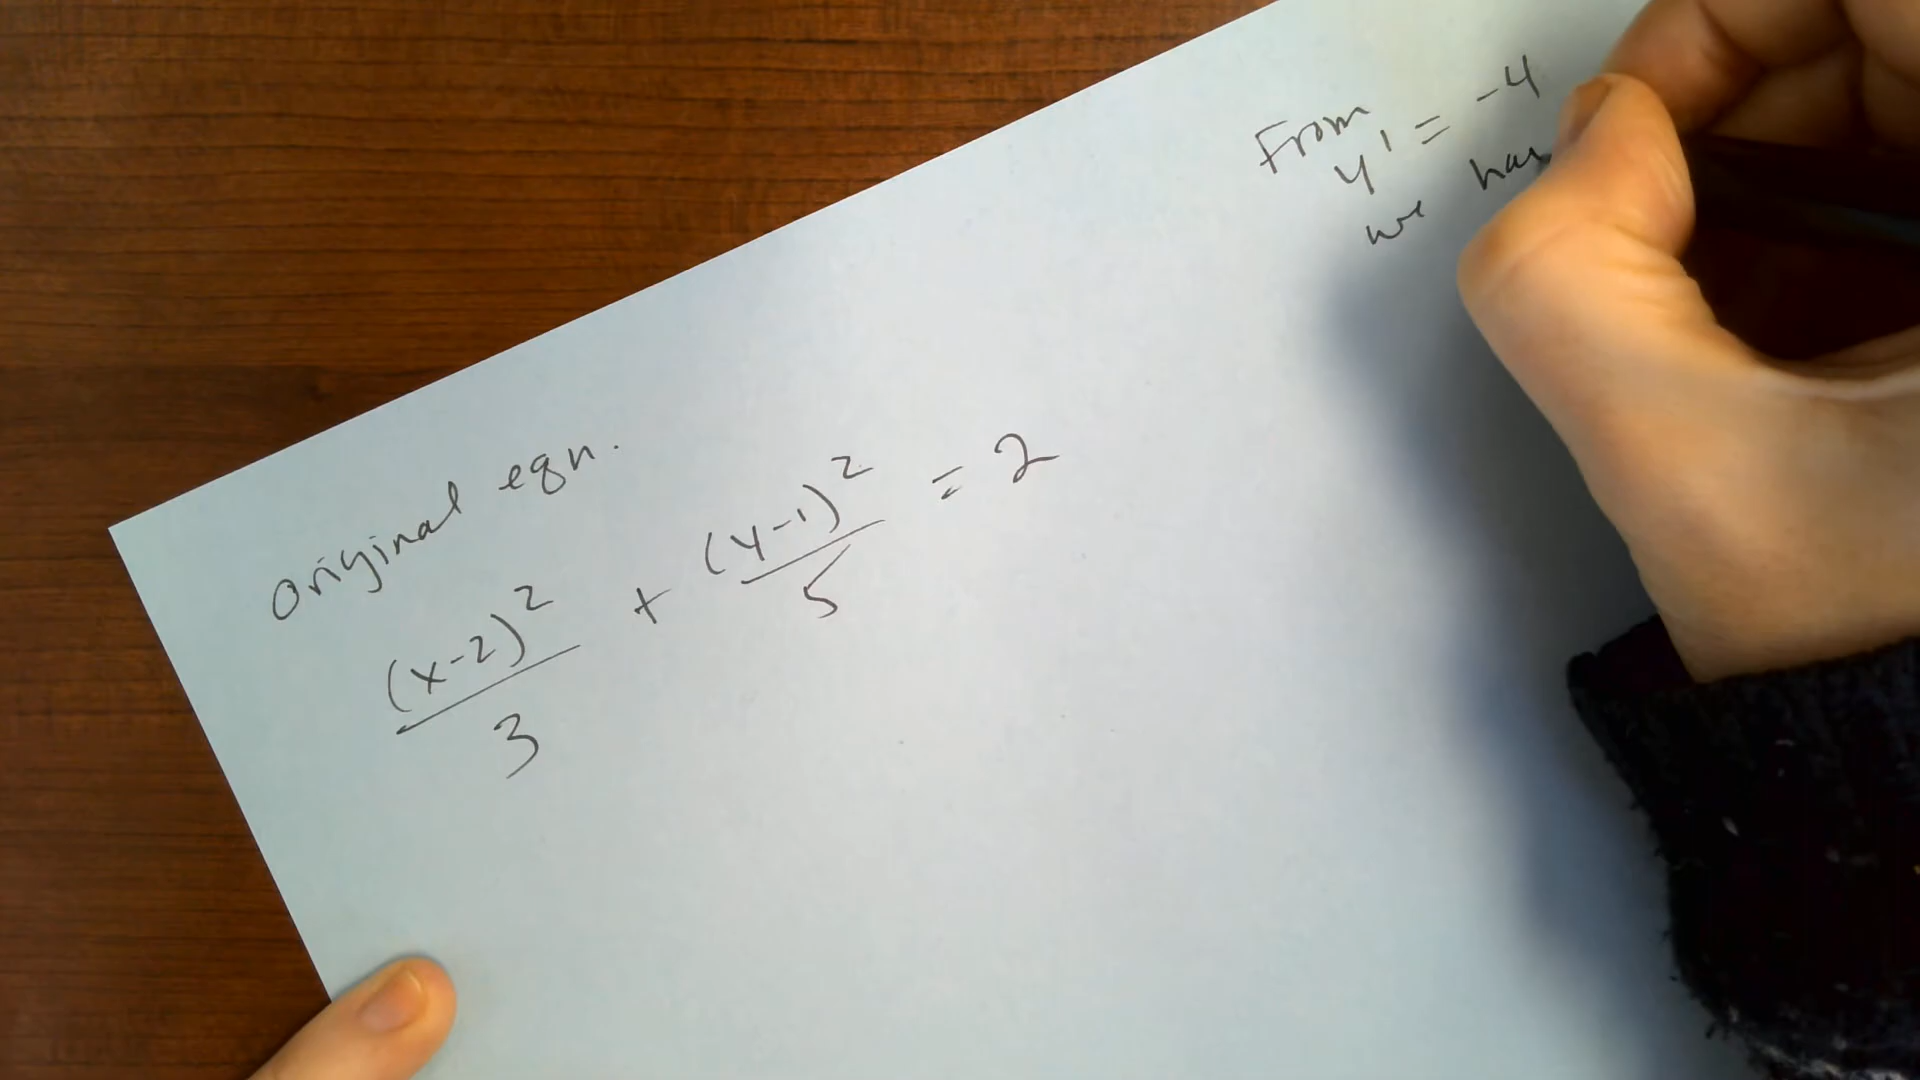 Original eqn.
(x-2)²/3 + (y-1)²/5 = 2
From
y' = -4
we